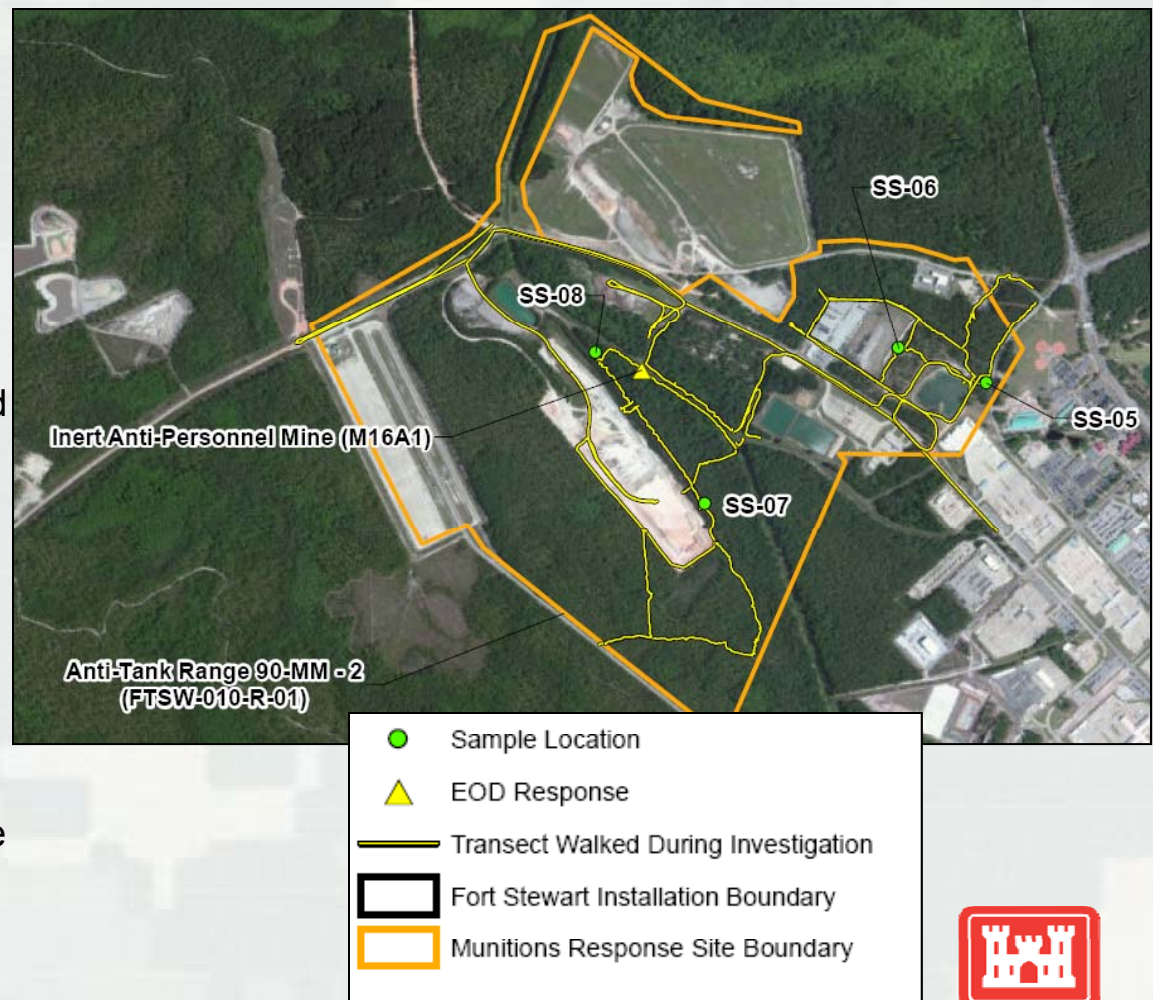 SS-06
SS-08
d
SS-05
Inert Anti-Personnel Mine (M16A1)
SS-07
Anti-Tank Range 90-MM - 2
(FTSW-010-R-01)
Sample Location
EOD Response
e
Transect Walked During Investigation
Fort Stewart Installation Boundary
Munitions Response Site Boundary